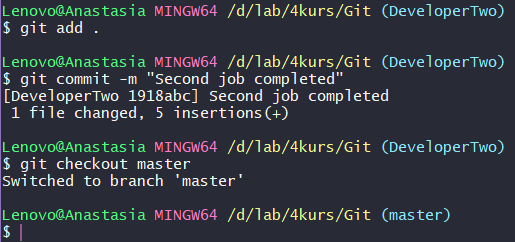 Lenovo@Anastasia MINGW64 /d/lab/4kurs/Git (DeveloperTwo)
$ git add .
Lenovo@Anastasia MINGW64 /d/lab/4kurs/Git (DeveloperTwo)
$ git commit -m "Second job completed"
[DeveloperTwo 1918abc] Second job completed
 1 file changed, 5 insertions(+)
Lenovo@Anastasia MINGW64 /d/lab/4kurs/Git (DeveloperTwo)
$ git checkout master
Switched to branch 'master'
Lenovo@Anastasia MINGW64 /d/lab/4kurs/Git (master)
$